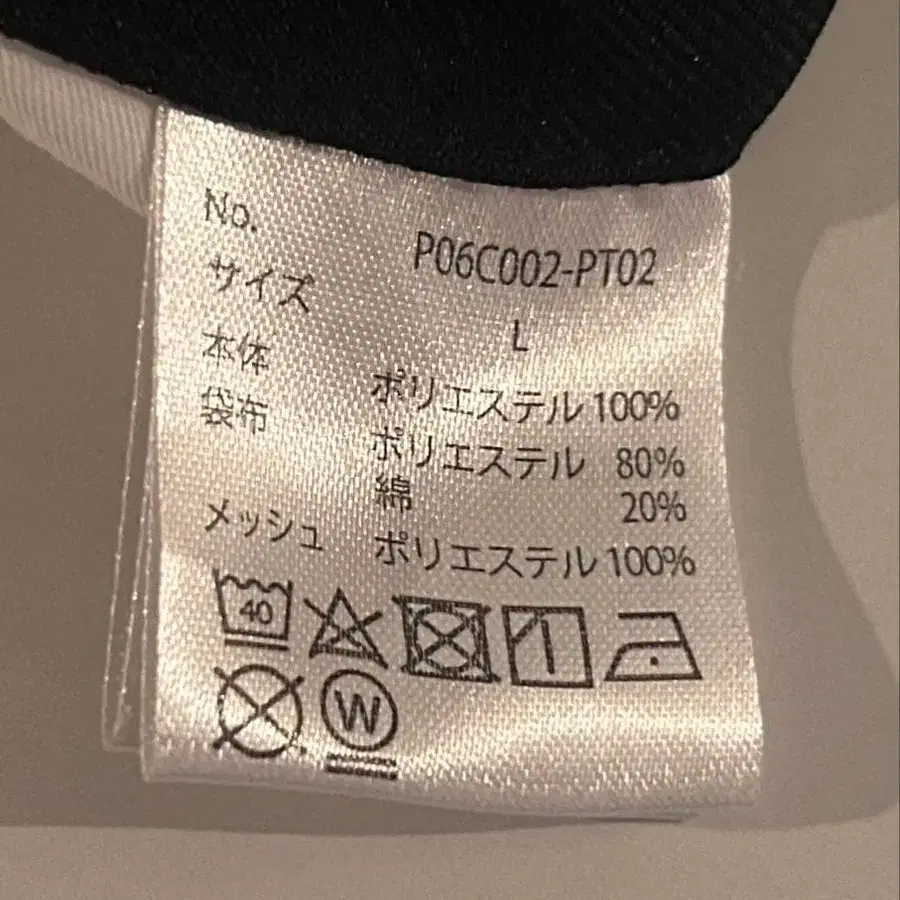 No. P06C002-PT02
サイズ L
本体 ポリエステル 100%
袋布 ポリエステル 80%
綿 20%
メッシュ ポリエステル 100%
40
W